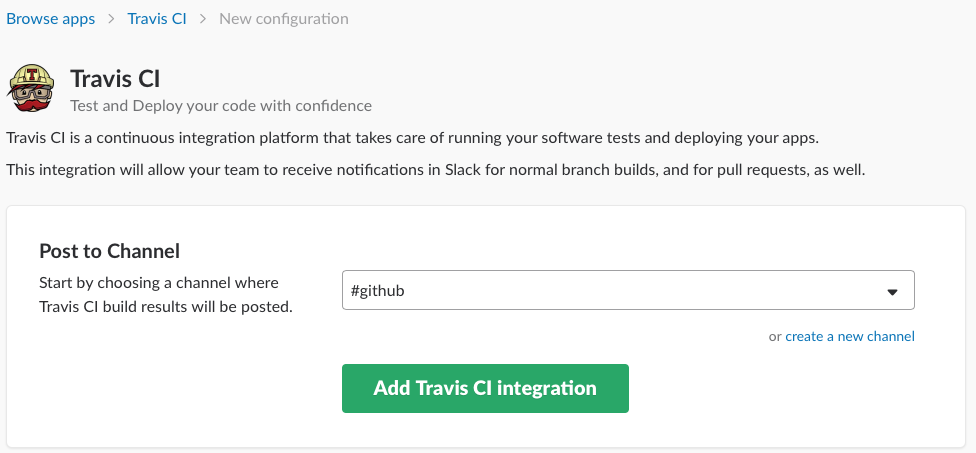 Browse apps > Travis CI > New configuration
Travis CI
Test and Deploy your code with confidence
Travis CI is a continuous integration platform that takes care of running your software tests and deploying your apps.
This integration will allow your team to receive notifications in Slack for normal branch builds, and for pull requests, as well.
Post to Channel
Start by choosing a channel where
Travis CI build results will be posted.
#github
or create a new channel
Add Travis CI integration